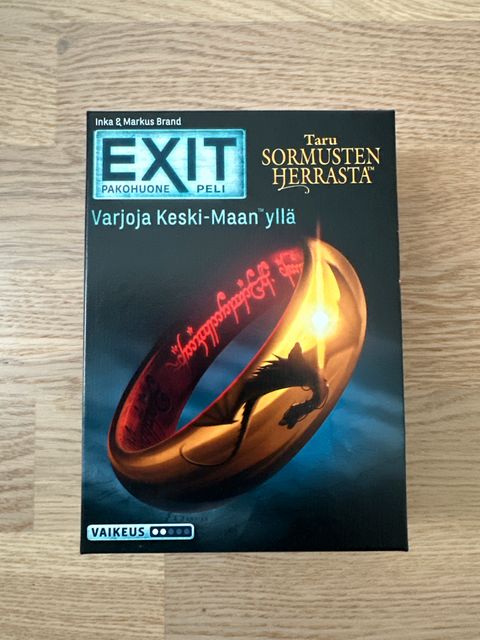 Inka & Markus Brand
EXIT
PAKOHUONE PELI
Taru
SORMUSTEN
HERRASTA™
Varjoja Keski-Maan™ yllä
VAIKEUS